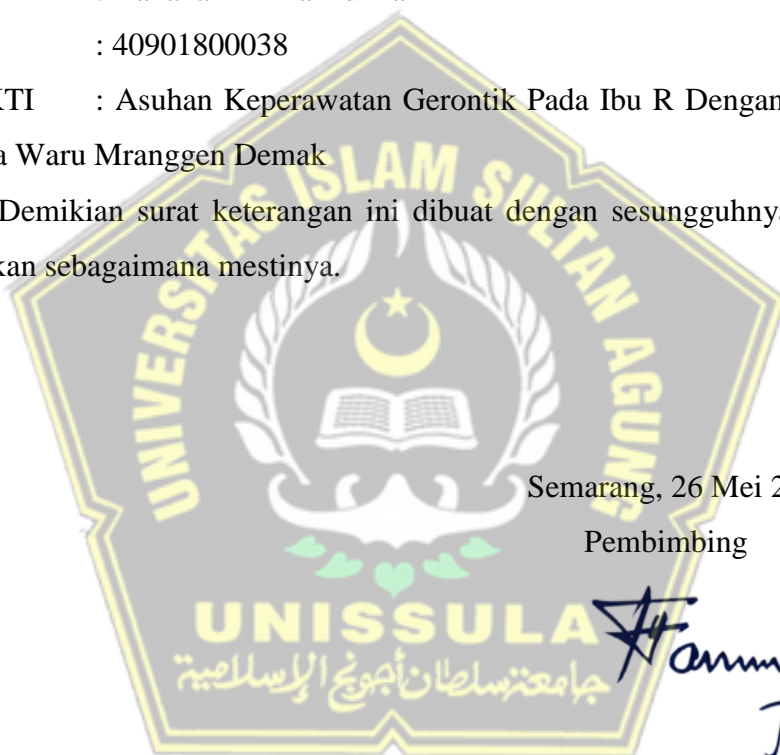 : 40901800038
KTI : Asuhan Keperawatan Gerontik Pada Ibu R Dengan
a Waru Mranggen Demak
Demikian surat keterangan ini dibuat dengan sesungguhnya
kan sebagaimana mestinya.
UNIVERSITAS ISLAM SULTAN AGUNG
Semarang, 26 Mei 2
Pembimbing
UNISSULA
جامعة سلطان أجونج الإسلامية